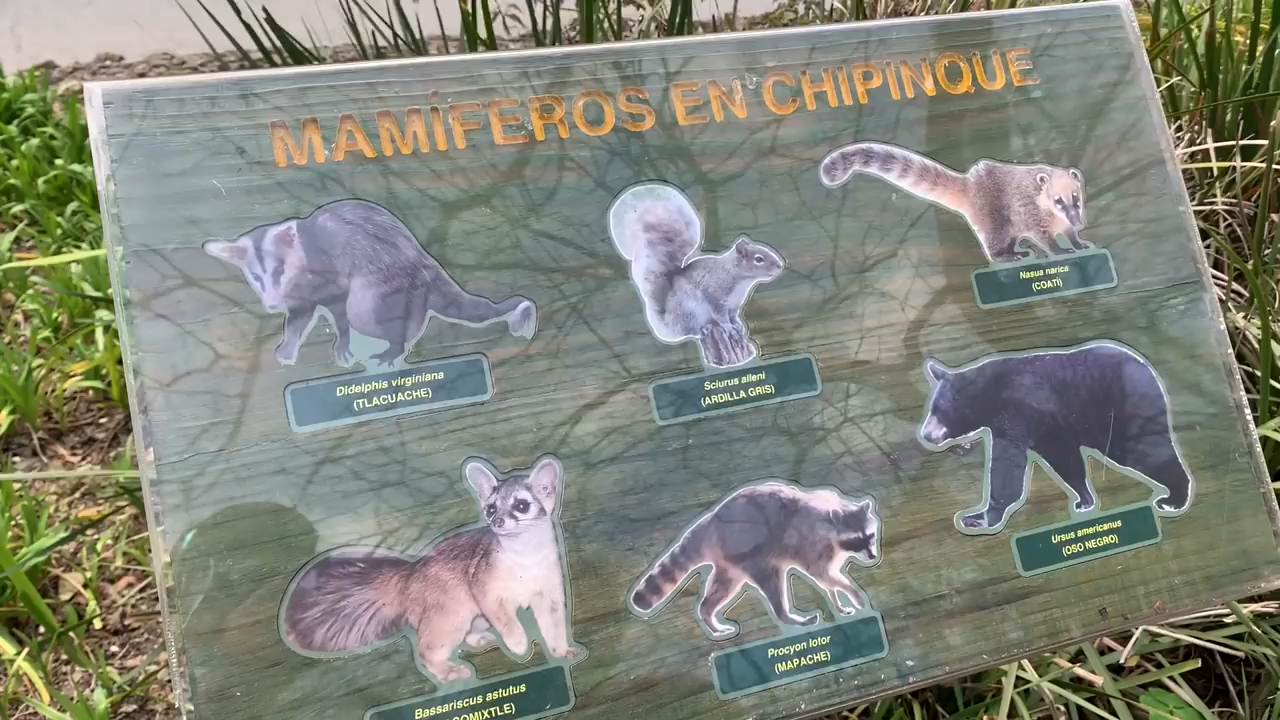 MAMÍFEROS EN CHIPINQUE
Didelphis virginiana
(TLACUACHE)
Sciurus alleni
(ARDILLA GRIS)
Nasua narica
(COATÍ)
Bassariscus astutus
OMIXTLE)
Procyon lotor
(MAPACHE)
Ursus americanus
(OSO NEGRO)